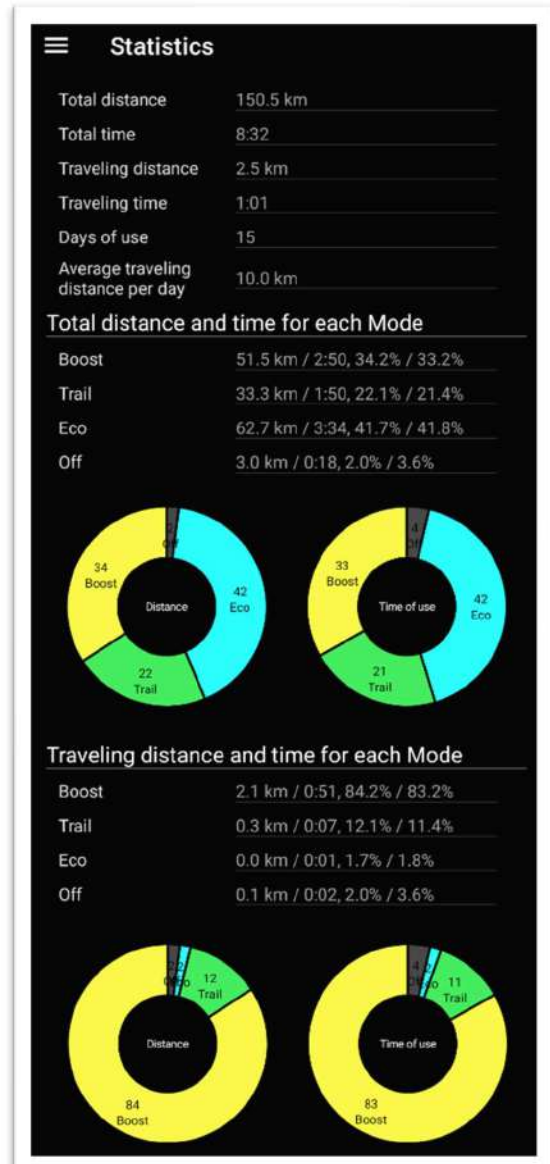 Statistics
Total distance 150.5 km
Total time 8:32
Traveling distance 2.5 km
Traveling time 1:01
Days of use 15
Average traveling
distance per day 10.0 km
Total distance and time for each Mode
Boost 51.5 km / 2:50, 34.2% / 33.2%
Trail 33.3 km / 1:50, 22.1% / 21.4%
Eco 62.7 km / 3:34, 41.7% / 41.8%
Off 3.0 km / 0:18, 2.0% / 3.6%
2
Off
34
Boost
42
Eco
22
Trail
Distance
4
Off
33
Boost
42
Eco
21
Trail
Time of use
Traveling distance and time for each Mode
Boost 2.1 km / 0:51, 84.2% / 83.2%
Trail 0.3 km / 0:07, 12.1% / 11.4%
Eco 0.0 km / 0:01, 1.7% / 1.8%
Off 0.1 km / 0:02, 2.0% / 3.6%
2
2
12
Trail
Distance
84
Boost
4
2
11
Trail
Time of use
83
Boost